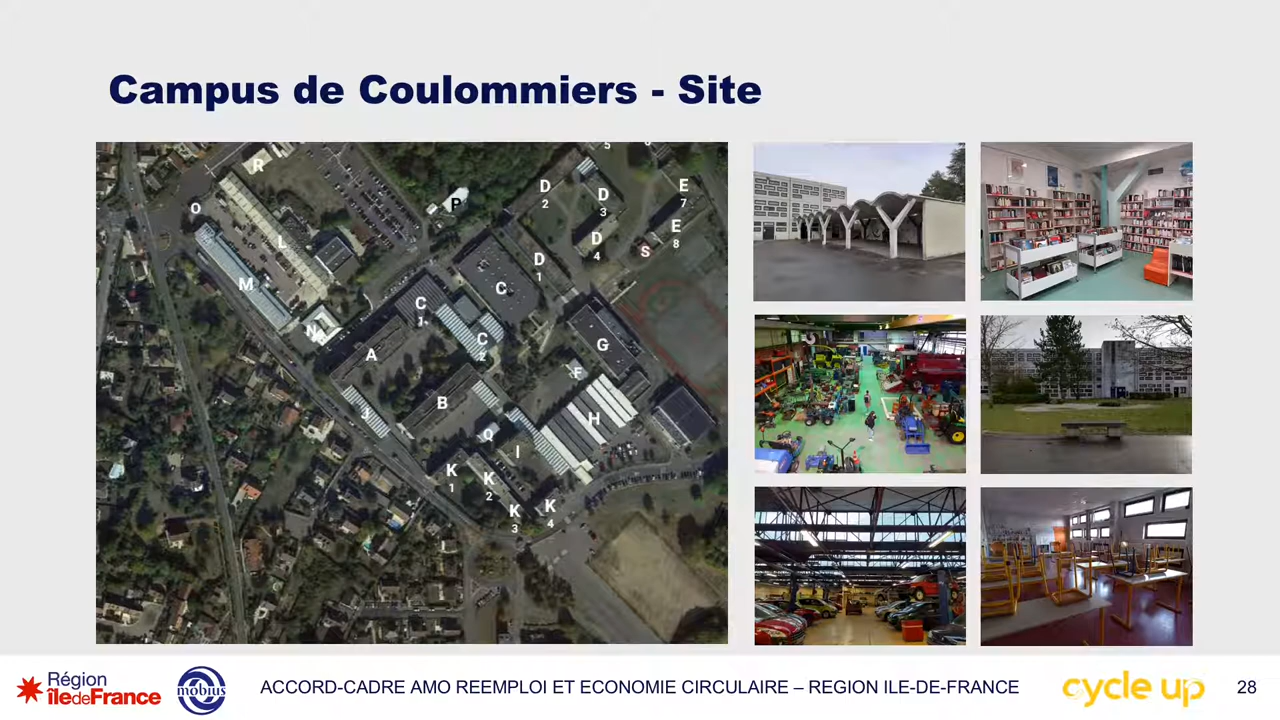 Campus de Coulommiers - Site
R
O
L
M
N
P
D
2
D
3
D
4
D
1
5
E
7
E
8
S
C
C
1
C
2
A
J
B
G
F
H
Q
I
K
1
K
2
K
3
K
4
Région
îledeFrance
mobius
ACCORD-CADRE AMO REEMPLOI ET ECONOMIE CIRCULAIRE – REGION ILE-DE-FRANCE
cycle up
28